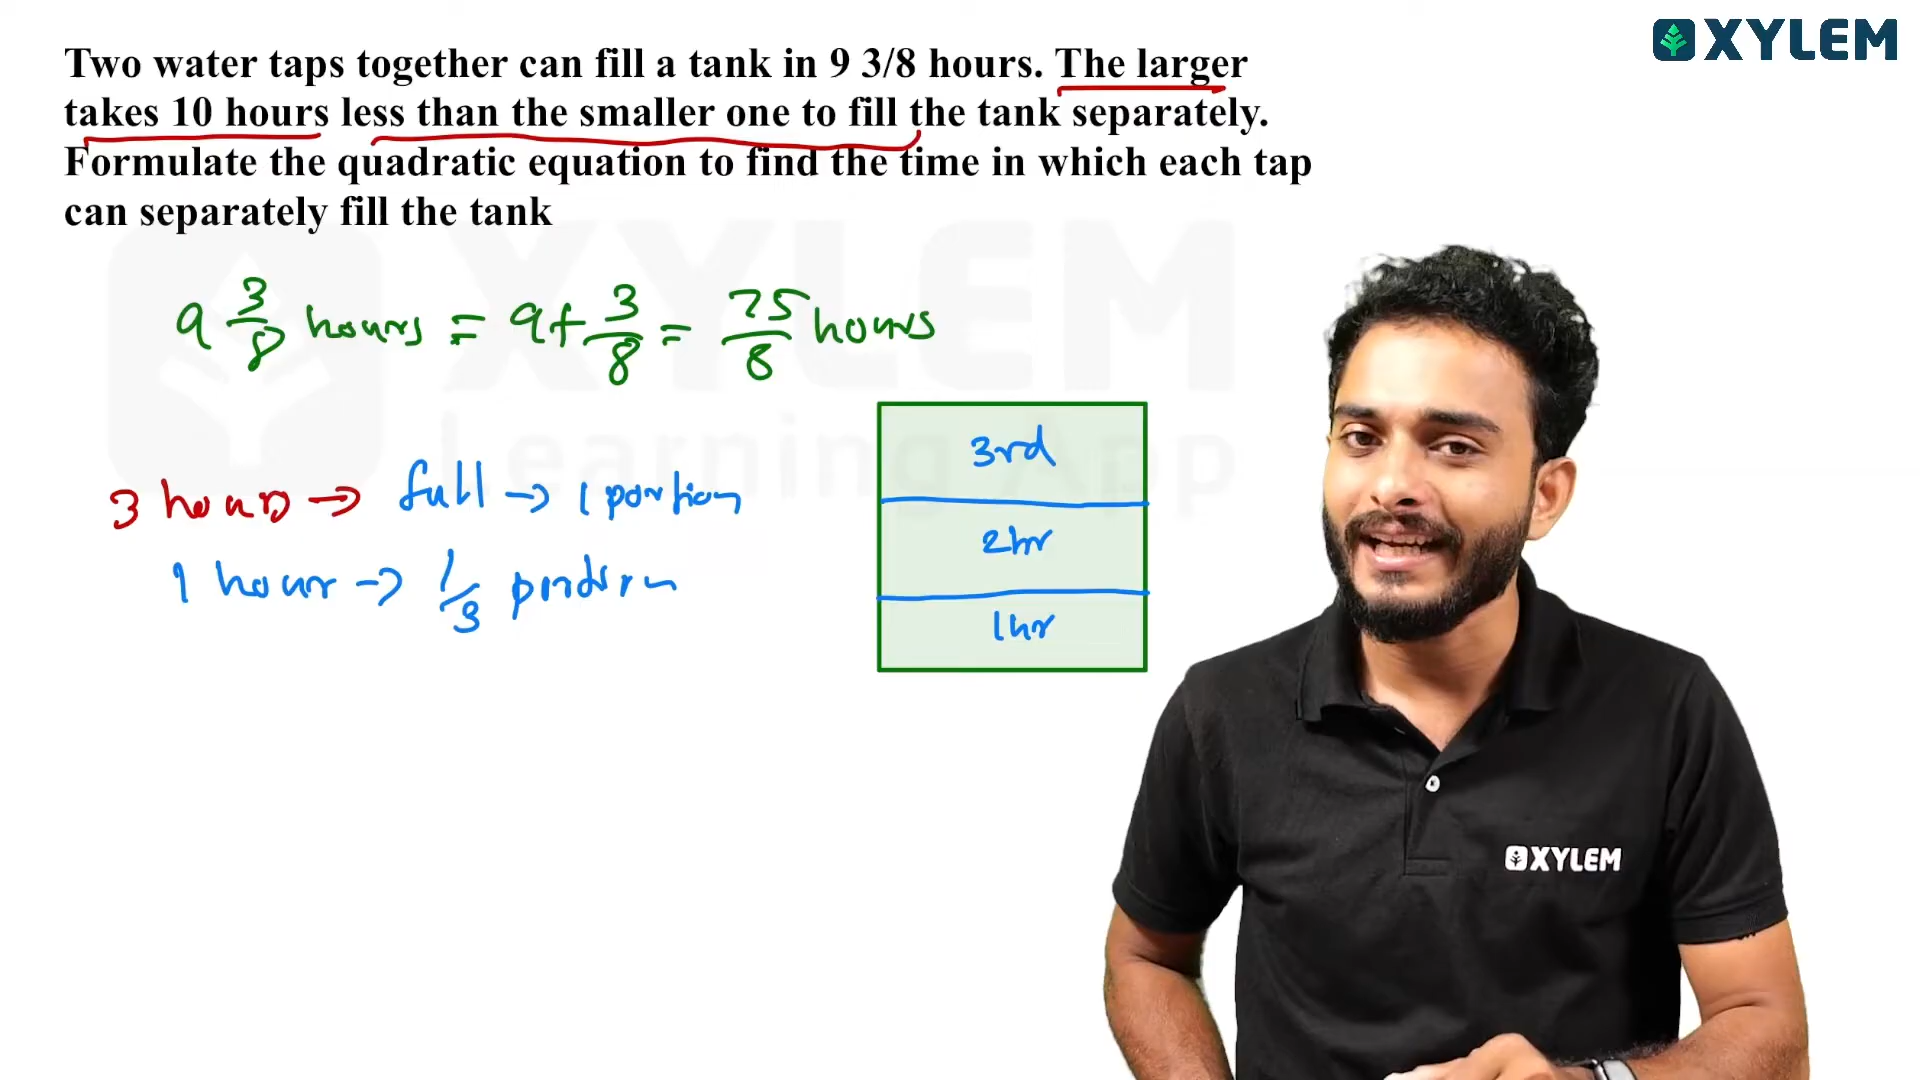 XYLEM
Two water taps together can fill a tank in 9 3/8 hours. The larger
takes 10 hours less than the smaller one to fill the tank separately.
Formulate the quadratic equation to find the time in which each tap
can separately fill the tank
9 3/8 hours = 9+ 3/8 = 75/8 hours
3 hours → full → 1 portion
1 hour → 1/3 portion
3rd
2hr
1hr
XYLEM
Learning App
XYLEM